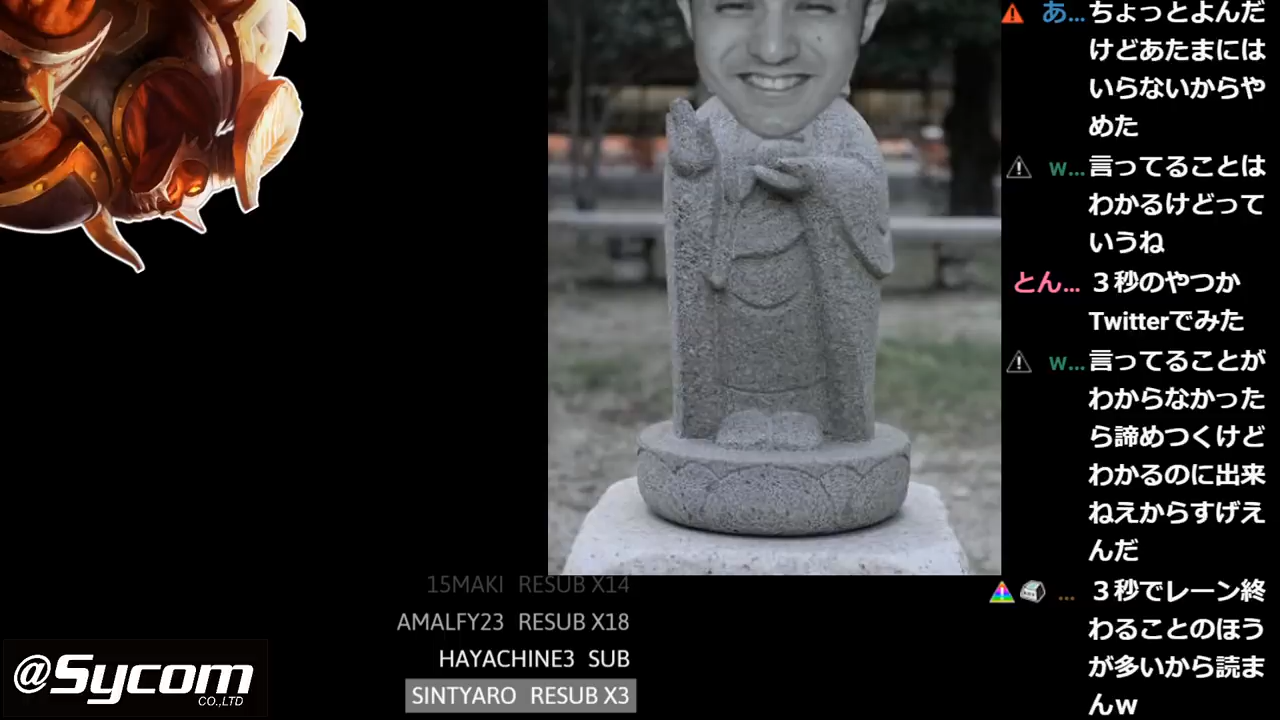 あ...ちょっとよんだ
けどあたまには
いらないからや
めた
w...言ってることは
わかるけどって
いうね
とん...３秒のやつか
Twitterでみた
w...言ってることが
わからなかった
ら諦めつくけど
わかるのに出来
ねえからすげえ
んだ
...３秒でレーン終
わることのほう
が多いから読ま
んw
15MAKI RESUB X14
AMALFY23 RESUB X18
HAYACHINE3 SUB
SINTYARO RESUB X3
@Sycom
CO.,LTD